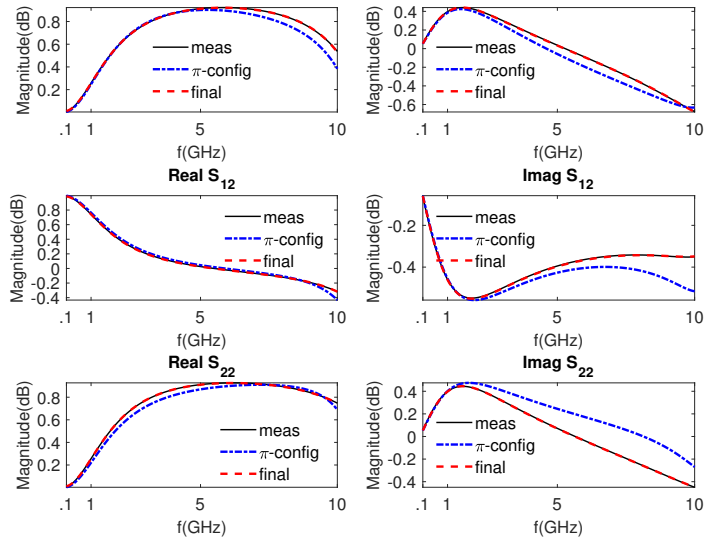 Magnitude(dB)
0.8
0.6
0.4
0.2
meas
π-config
final
.1 1 5 10
f(GHz)
Magnitude(dB)
0.4
0.2
0
-0.2
-0.4
-0.6
meas
π-config
final
.1 1 5 10
f(GHz)
Real S12
Magnitude(dB)
0.8
0.6
0.4
0.2
0
-0.2
-0.4
meas
π-config
final
.1 1 5 10
f(GHz)
Imag S12
Magnitude(dB)
-0.2
-0.4
meas
π-config
final
.1 1 5 10
f(GHz)
Real S22
Magnitude(dB)
0.8
0.6
0.4
0.2
meas
π-config
final
.1 1 5 10
f(GHz)
Imag S22
Magnitude(dB)
0.4
0.2
0
-0.2
-0.4
meas
π-config
final
.1 1 5 10
f(GHz)